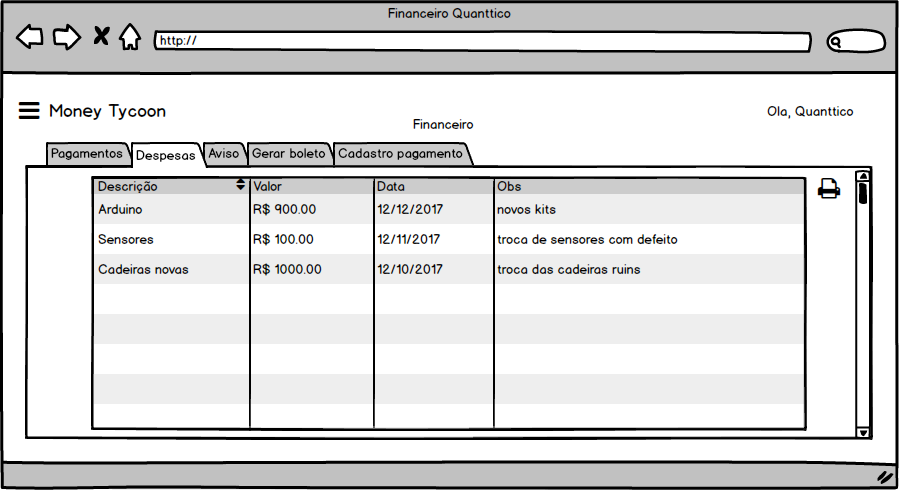 Financeiro Quanttico
http://
Money Tycoon
Ola, Quanttico
Financeiro
Pagamentos Despesas Aviso Gerar boleto Cadastro pagamento
Descrição Valor Data Obs
Arduino R$ 900.00 12/12/2017 novos kits
Sensores R$ 100.00 12/11/2017 troca de sensores com defeito
Cadeiras novas R$ 1000.00 12/10/2017 troca das cadeiras ruins